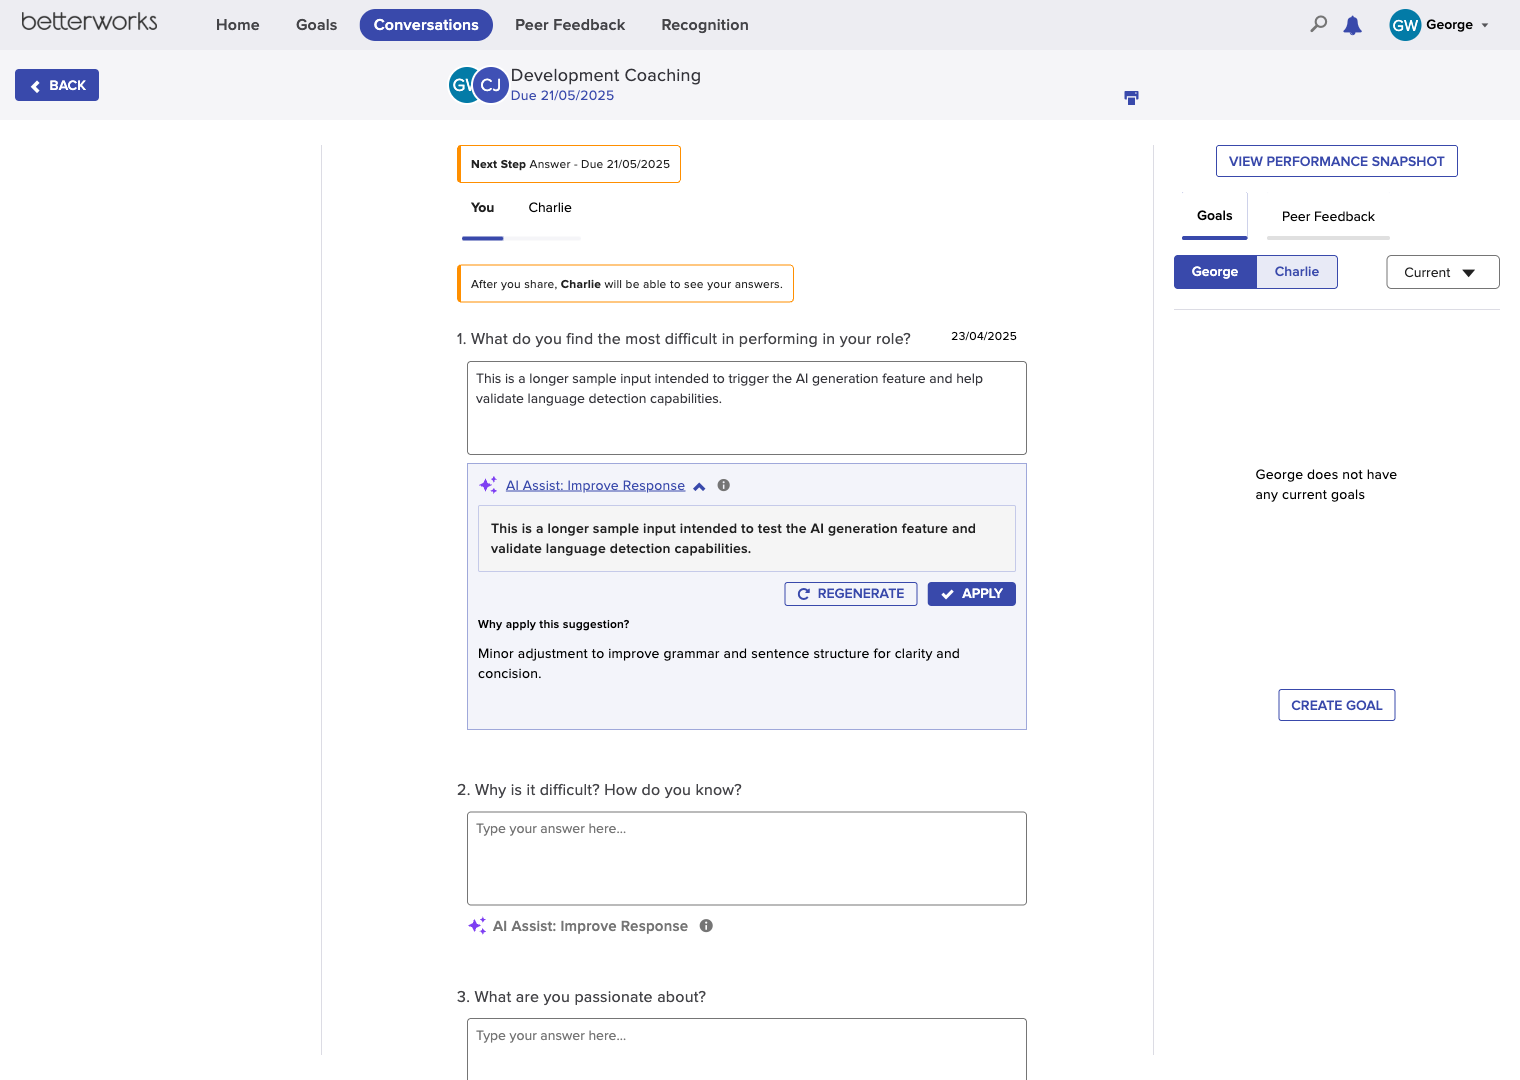 betterworks
Home Goals Conversations Peer Feedback Recognition
GW George
BACK
CJ
Development Coaching
Due 21/05/2025
Next Step Answer - Due 21/05/2025
You Charlie
After you share, Charlie will be able to see your answers.
1. What do you find the most difficult in performing in your role? 23/04/2025
This is a longer sample input intended to trigger the AI generation feature and help
validate language detection capabilities.
AI Assist: Improve Response
This is a longer sample input intended to test the AI generation feature and
validate language detection capabilities.
REGENERATE APPLY
Why apply this suggestion?
Minor adjustment to improve grammar and sentence structure for clarity and
concision.
2. Why is it difficult? How do you know?
Type your answer here...
AI Assist: Improve Response
3. What are you passionate about?
Type your answer here...
VIEW PERFORMANCE SNAPSHOT
Goals Peer Feedback
George Charlie Current
George does not have
any current goals
CREATE GOAL